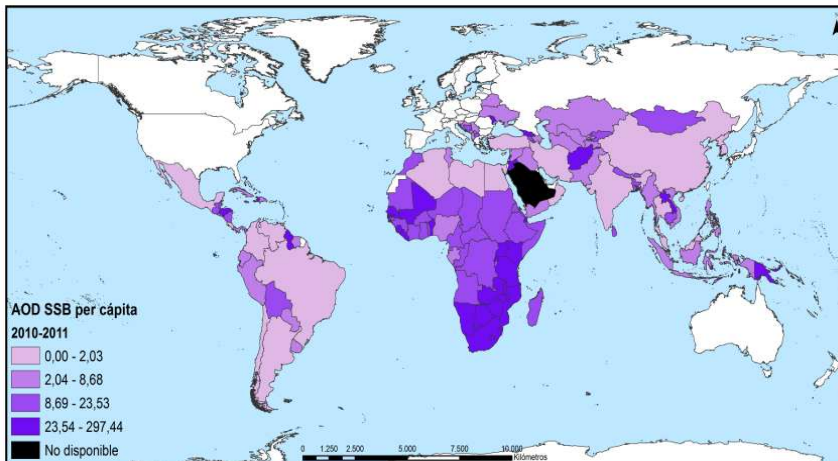 AOD SSB per cápita
2010-2011
0,00 - 2,03
2,04 - 8,68
8,69 - 23,53
23,54 - 297,44
No disponible
0 1.250 2.500 5.000 7.500 10.000
Kilómetros